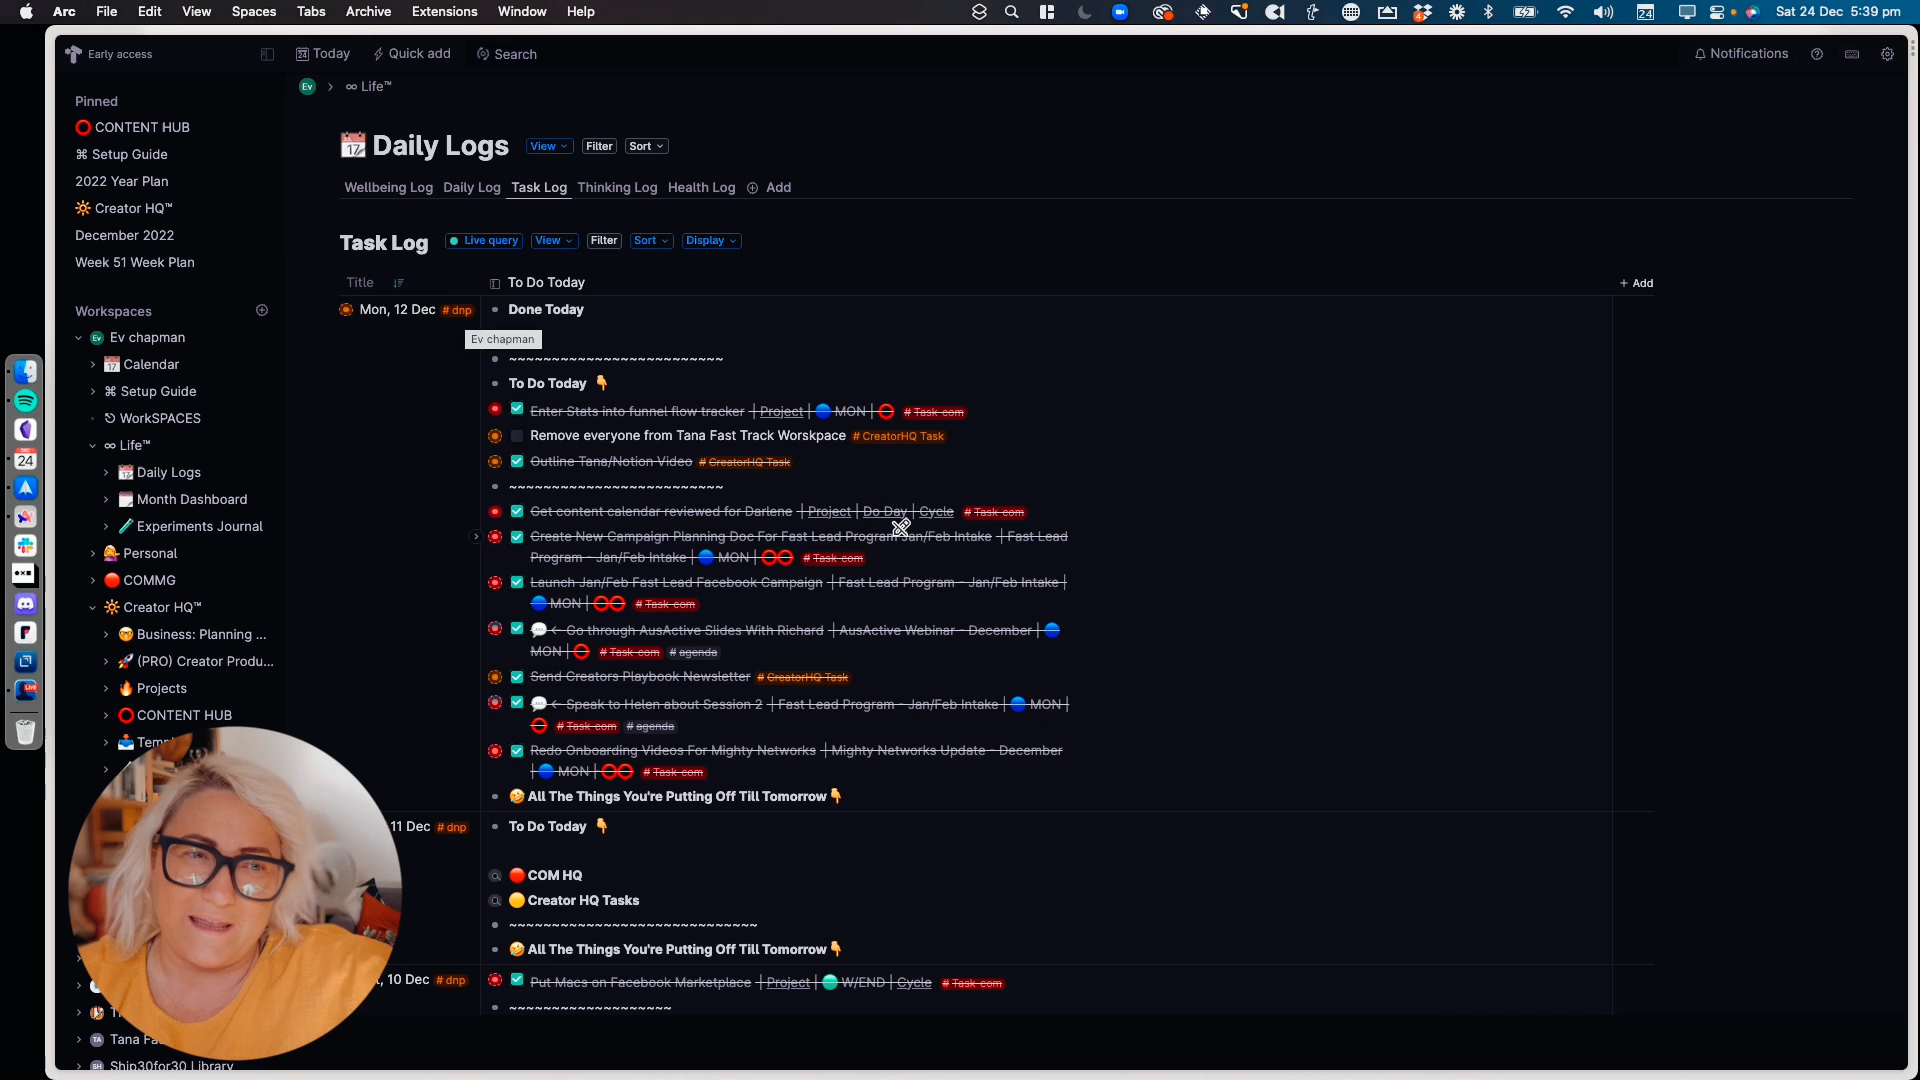 Arc File Edit View Spaces Tabs Archive Extensions Window Help
24
Sat 24 Dec 5:39 pm
Early access
Today Quick add Search
Notifications
Ev > ∞ Life™
Pinned
CONTENT HUB
⌘ Setup Guide
2022 Year Plan
Creator HQ™
December 2022
Week 51 Week Plan
Workspaces
Ev Ev chapman
Calendar
⌘ Setup Guide
WorkSPACES
∞ Life™
Daily Logs
Month Dashboard
Experiments Journal
Personal
COMMG
Creator HQ™
Business: Planning ...
(PRO) Creator Produ...
Projects
CONTENT HUB
TA Tana Fa
SH Ship30for30 Library
DEC
24
LIVE
17 Daily Logs View Filter Sort
Wellbeing Log Daily Log Task Log Thinking Log Health Log Add
Task Log Live query View Filter Sort Display
Title To Do Today + Add
Mon, 12 Dec # dnp Done Today
Ev chapman
~~~~~~~~~~~~~~~~~~~~~~~~~
To Do Today 👇
Enter Stats into funnel flow tracker | Project | 🔵 MON | ⭕ # Task com
Remove everyone from Tana Fast Track Worskpace # CreatorHQ Task
Outline Tana/Notion Video # CreatorHQ Task
~~~~~~~~~~~~~~~~~~~~~~~~~
Get content calendar reviewed for Darlene | Project | Do Day | Cycle # Task com
Create New Campaign Planning Doc For Fast Lead Program Jan/Feb Intake | Fast Lead
Program - Jan/Feb Intake | 🔵 MON | ⭕⭕ # Task com
Launch Jan/Feb Fast Lead Facebook Campaign | Fast Lead Program - Jan/Feb Intake |
🔵 MON | ⭕⭕ # Task com
💬 <- Go through AusActive Slides With Richard | AusActive Webinar - December | 🔵
MON | ⭕ # Task com # agenda
Send Creators Playbook Newsletter # CreatorHQ Task
💬 <- Speak to Helen about Session 2 | Fast Lead Program - Jan/Feb Intake | 🔵 MON |
⭕ # Task com # agenda
Redo Onboarding Videos For Mighty Networks | Mighty Networks Update - December
| 🔵 MON | ⭕⭕ # Task com
🤣 All The Things You're Putting Off Till Tomorrow 👇
11 Dec # dnp To Do Today 👇
🔴 COM HQ
🟡 Creator HQ Tasks
~~~~~~~~~~~~~~~~~~~~~~~~~~~~~
🤣 All The Things You're Putting Off Till Tomorrow 👇
10 Dec # dnp Put Macs on Facebook Marketplace | Project | W/END | Cycle # Task com
~~~~~~~~~~~~~~~~~~~